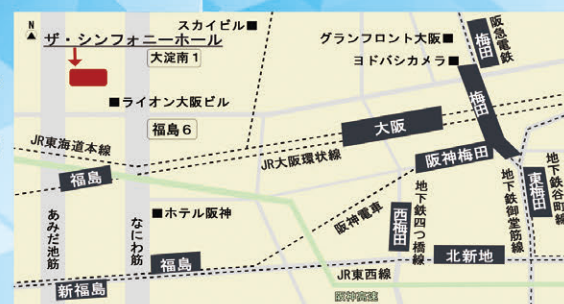 N
スカイビル■
ザ・シンフォニーホール
大淀南1
グランフロント大阪■
ヨドバシカメラ■
梅田
阪急電鉄
■ライオン大阪ビル
梅田
福島6
大阪
JR東海道本線
JR大阪環状線
阪神梅田
福島
東梅田
地下鉄谷町線
地下鉄御堂筋線
地下鉄四つ橋線
西梅田
阪神電車
■ホテル阪神
あみだ池筋
なにわ筋
福島
北新地
JR東西線
新福島
阪神高速